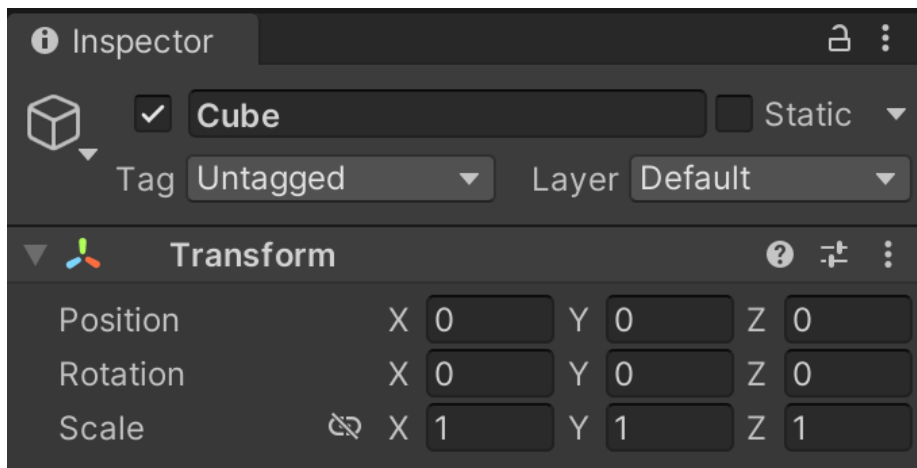 Inspector
Cube Static
Tag Untagged Layer Default
Transform
Position X 0 Y 0 Z 0
Rotation X 0 Y 0 Z 0
Scale X 1 Y 1 Z 1